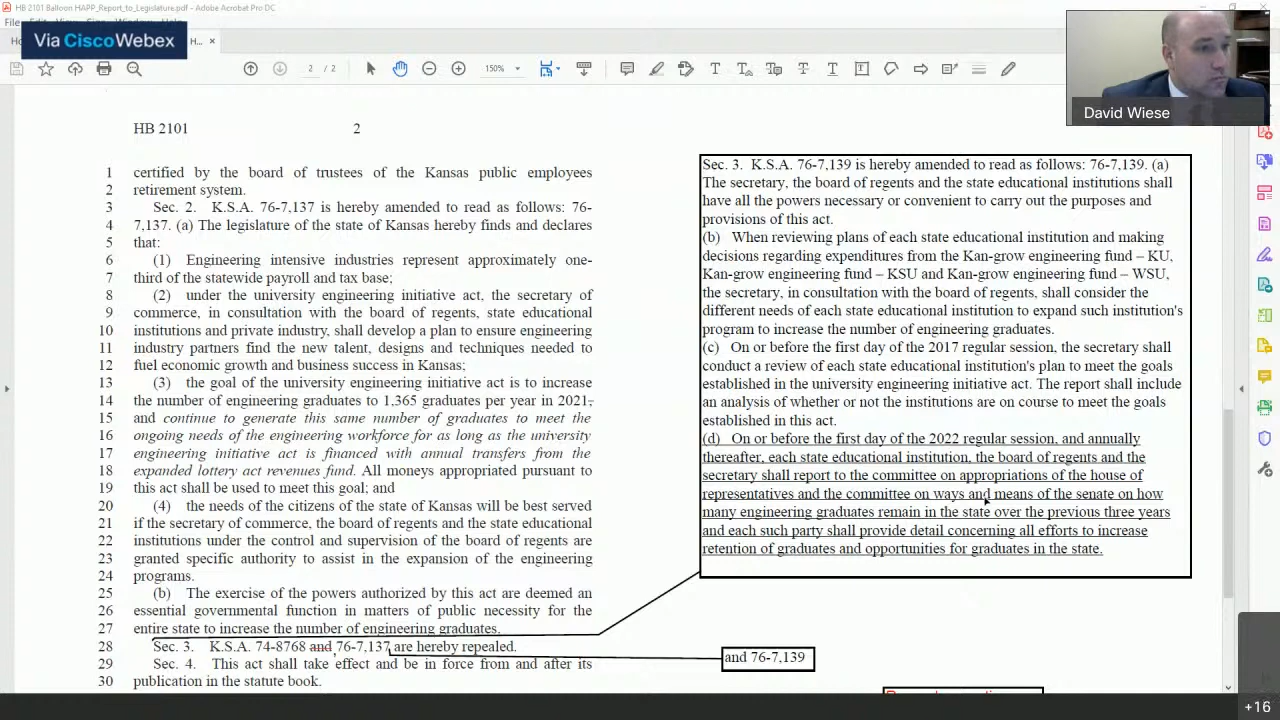 HB 2101 Balloon HAPP_Report_to_Legislature.pdf - Adobe Acrobat Pro DC
Via Cisco Webex
H... ×
2 / 2
150%
David Wiese
HB 2101 2
1 certified by the board of trustees of the Kansas public employees
2 retirement system.
3 Sec. 2. K.S.A. 76-7,137 is hereby amended to read as follows: 76-
4 7,137. (a) The legislature of the state of Kansas hereby finds and declares
5 that:
6 (1) Engineering intensive industries represent approximately one-
7 third of the statewide payroll and tax base;
8 (2) under the university engineering initiative act, the secretary of
9 commerce, in consultation with the board of regents, state educational
10 institutions and private industry, shall develop a plan to ensure engineering
11 industry partners find the new talent, designs and techniques needed to
12 fuel economic growth and business success in Kansas;
13 (3) the goal of the university engineering initiative act is to increase
14 the number of engineering graduates to 1,365 graduates per year in 2021;
15 and continue to generate this same number of graduates to meet the
16 ongoing needs of the engineering workforce for as long as the university
17 engineering initiative act is financed with annual transfers from the
18 expanded lottery act revenues fund. All moneys appropriated pursuant to
19 this act shall be used to meet this goal; and
20 (4) the needs of the citizens of the state of Kansas will be best served
21 if the secretary of commerce, the board of regents and the state educational
22 institutions under the control and supervision of the board of regents are
23 granted specific authority to assist in the expansion of the engineering
24 programs.
25 (b) The exercise of the powers authorized by this act are deemed an
26 essential governmental function in matters of public necessity for the
27 entire state to increase the number of engineering graduates.
28 Sec. 3. K.S.A. 74-8768 and , 76-7,137 are hereby repealed.
29 Sec. 4. This act shall take effect and be in force from and after its
30 publication in the statute book.
Sec. 3. K.S.A. 76-7,139 is hereby amended to read as follows: 76-7,139. (a)
The secretary, the board of regents and the state educational institutions shall
have all the powers necessary or convenient to carry out the purposes and
provisions of this act.
(b) When reviewing plans of each state educational institution and making
decisions regarding expenditures from the Kan-grow engineering fund – KU,
Kan-grow engineering fund – KSU and Kan-grow engineering fund – WSU,
the secretary, in consultation with the board of regents, shall consider the
different needs of each state educational institution to expand such institution's
program to increase the number of engineering graduates.
(c) On or before the first day of the 2017 regular session, the secretary shall
conduct a review of each state educational institution's plan to meet the goals
established in the university engineering initiative act. The report shall include
an analysis of whether or not the institutions are on course to meet the goals
established in this act.
(d) On or before the first day of the 2022 regular session, and annually
thereafter, each state educational institution, the board of regents and the
secretary shall report to the committee on appropriations of the house of
representatives and the committee on ways and means of the senate on how
many engineering graduates remain in the state over the previous three years
and each such party shall provide detail concerning all efforts to increase
retention of graduates and opportunities for graduates in the state.
and 76-7,139
+16